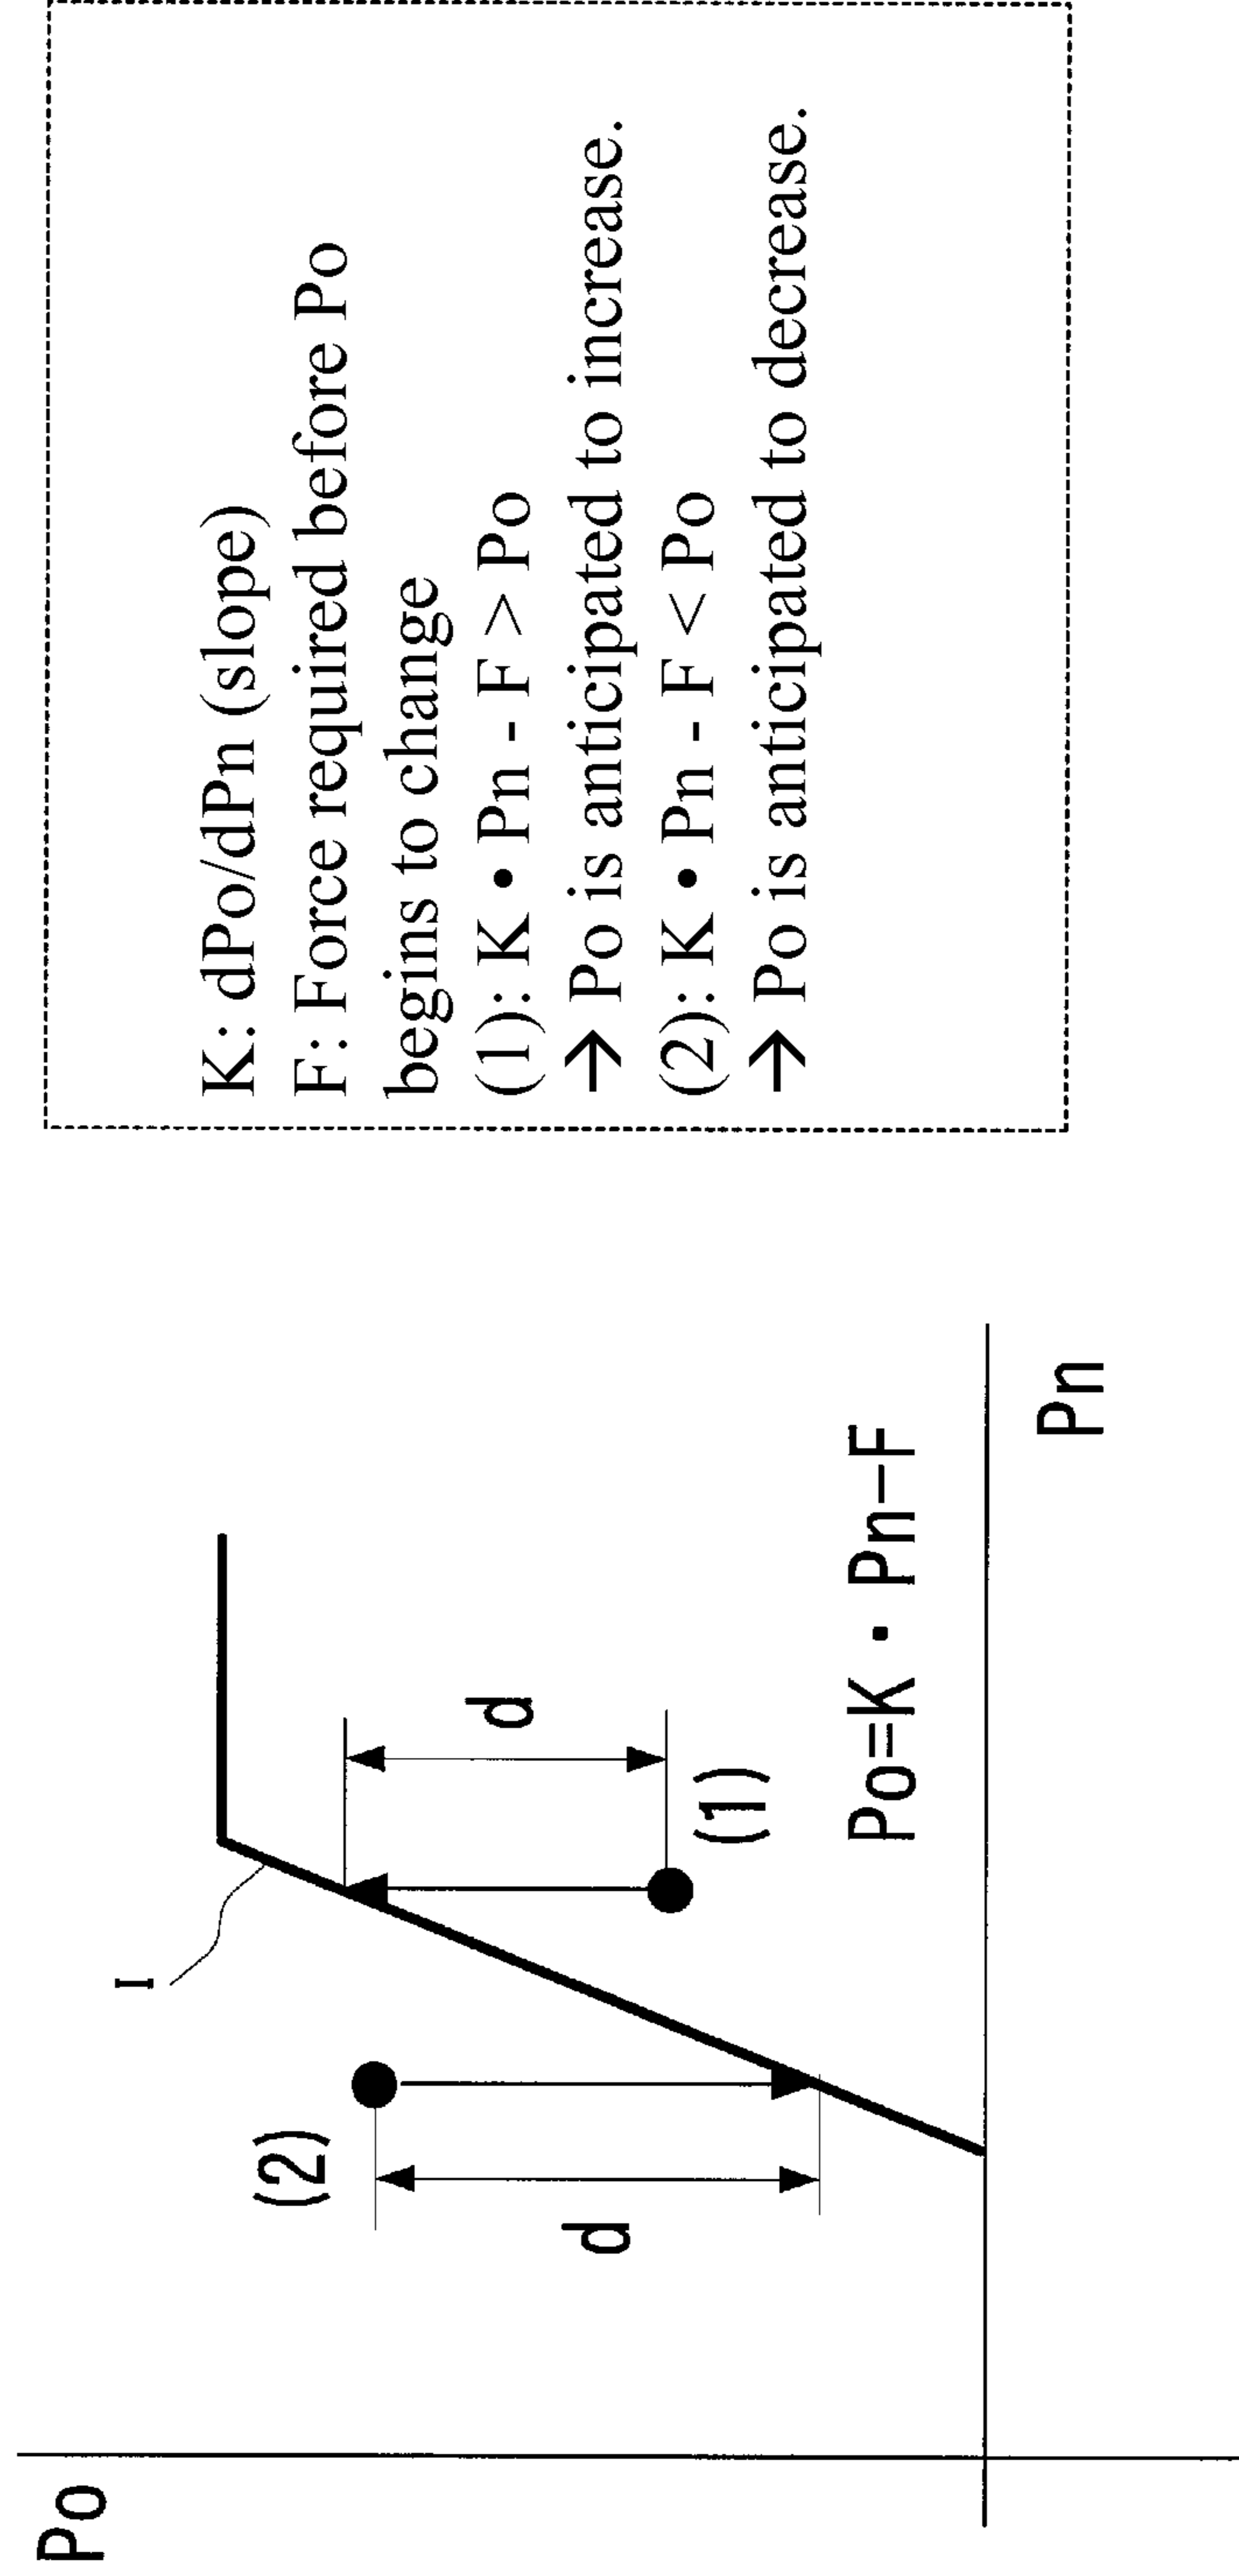 Po
I
(2)
d
d
(1)
Po=K・Pn−F
Pn
K: dPo/dPn (slope)
F: Force required before Po
begins to change
(1): K • Pn - F > Po
→ Po is anticipated to increase.
(2): K • Pn - F < Po
→ Po is anticipated to decrease.